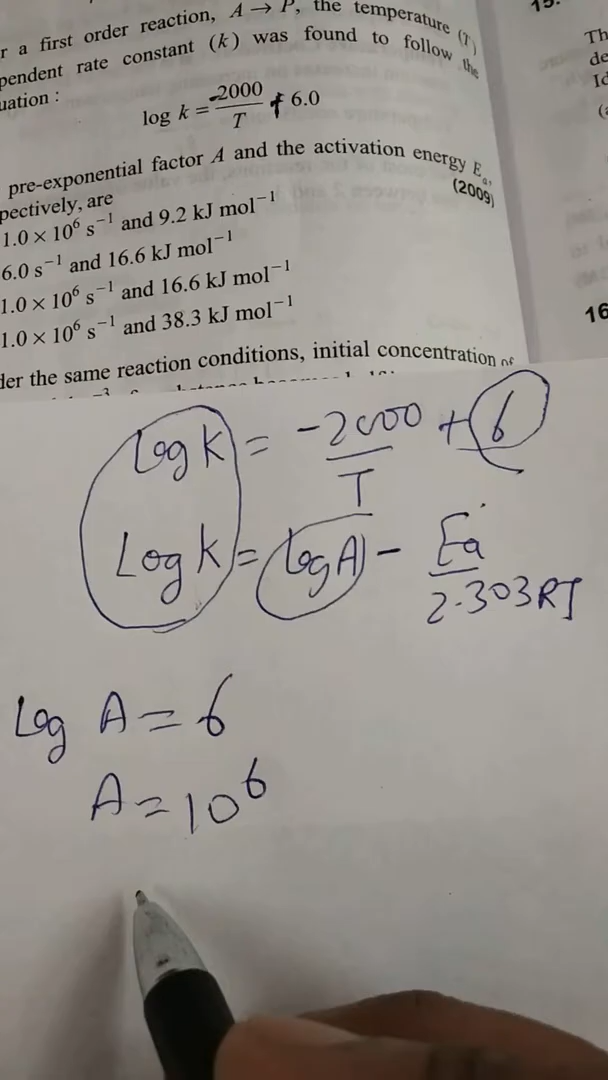 r a first order reaction, A → P, the temperature (T)
pendent rate constant (k) was found to follow the
uation :
log k = -2000/T + 6.0
pre-exponential factor A and the activation energy Ea,
pectively, are
(2009)
1.0 × 10⁶ s⁻¹ and 9.2 kJ mol⁻¹
6.0 s⁻¹ and 16.6 kJ mol⁻¹
1.0 × 10⁶ s⁻¹ and 16.6 kJ mol⁻¹
1.0 × 10⁶ s⁻¹ and 38.3 kJ mol⁻¹
der the same reaction conditions, initial concentration of
15.
Th
de
Id
(a
16
Log K = -2000/T + 6
Log K = log A - Ea/2.303RT
Log A = 6
A = 10⁶